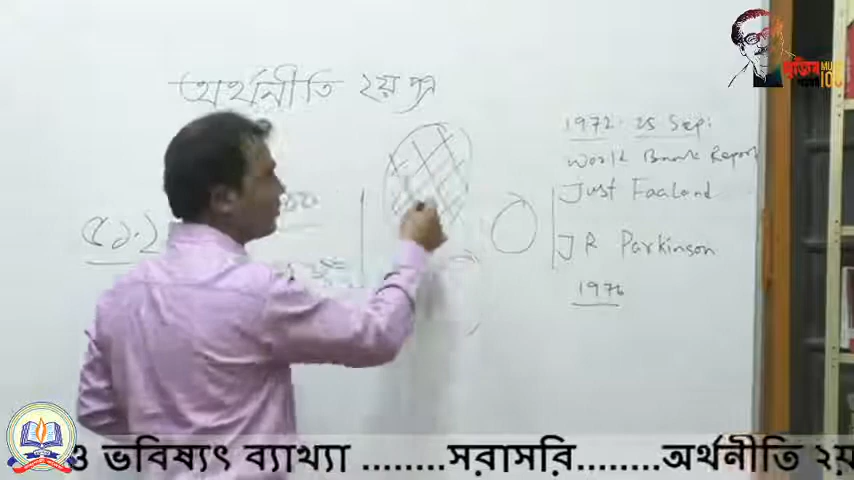 অর্থনীতি ২য় পত্র
1972. 25 Sep:
World Bank Report
Just Faaland
J R Parkinson
1976
মুজিব
ও ভবিষ্যৎ ব্যাখ্যা ........সরাসরি........অর্থনীতি ২য়